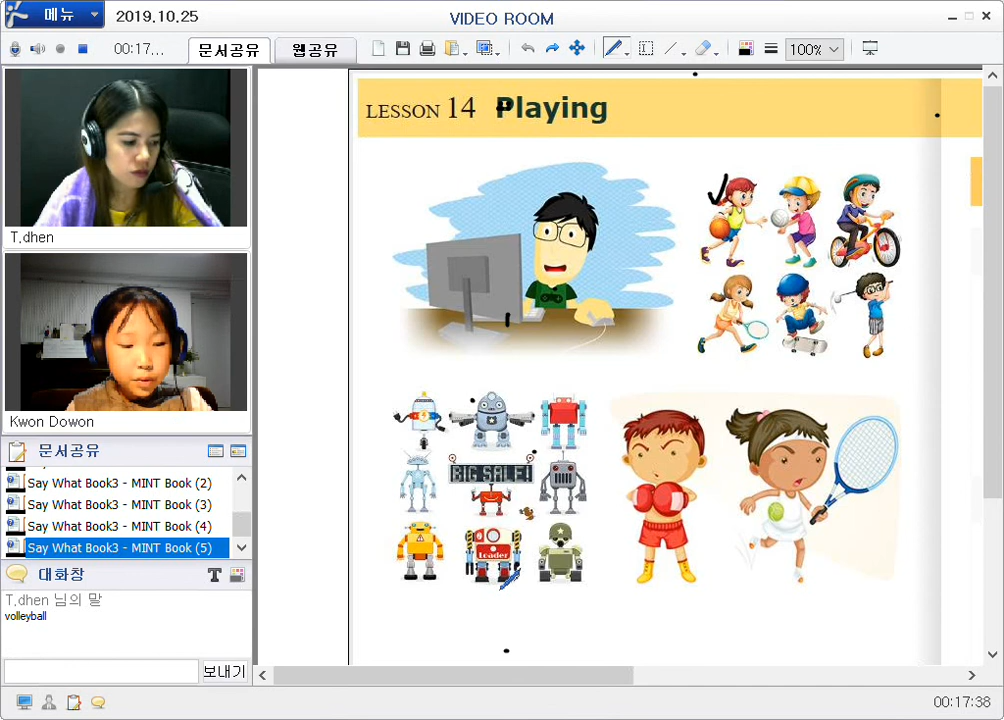 메뉴
2019.10.25
VIDEO ROOM
00:17...
문서공유
웹공유
100%
T.dhen
Kwon Dowon
문서공유
Say What Book3 - MINT Book (2)
Say What Book3 - MINT Book (3)
Say What Book3 - MINT Book (4)
Say What Book3 - MINT Book (5)
대화창
T.dhen 님의 말
volleyball
보내기
LESSON 14 Playing
BIG SALE!
Loader
00:17:38